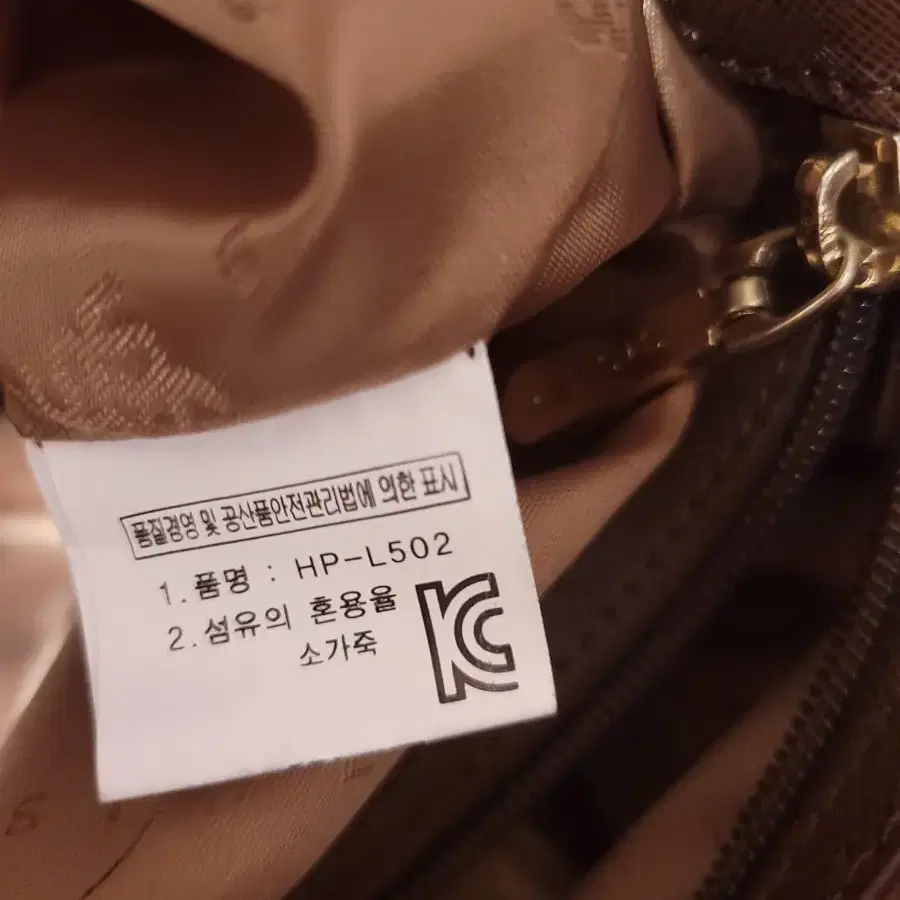 품질경영 및 공산품안전관리법에 의한 표시
1. 품명 : HP-L502
2. 섬유의 혼용율
소가죽
KC